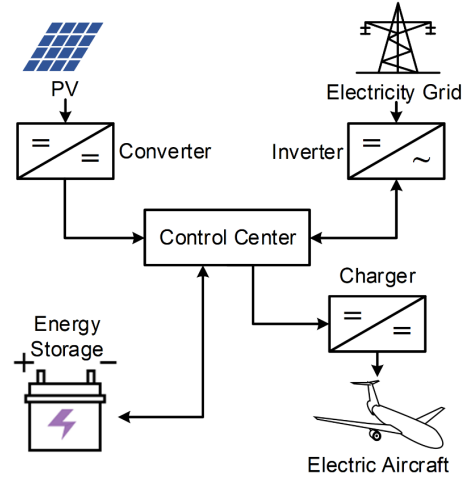 PV
Electricity Grid
= =
Converter
Inverter
= ~
Control Center
Charger
= =
Energy
Storage
+ −
Electric Aircraft